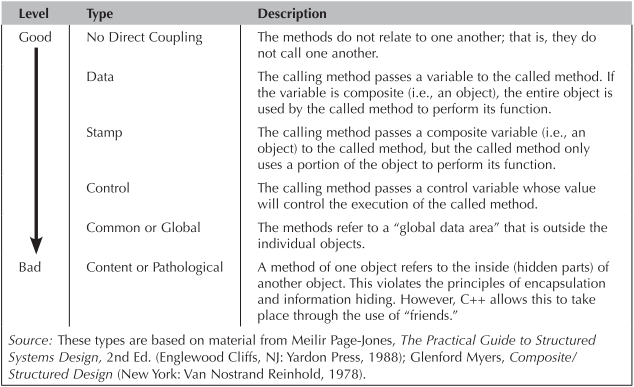 Level Type Description
Good No Direct Coupling The methods do not relate to one another; that is, they do
not call one another.
Data The calling method passes a variable to the called method. If
the variable is composite (i.e., an object), the entire object is
used by the called method to perform its function.
Stamp The calling method passes a composite variable (i.e., an
object) to the called method, but the called method only
uses a portion of the object to perform its function.
Control The calling method passes a control variable whose value
will control the execution of the called method.
Common or Global The methods refer to a “global data area” that is outside the
individual objects.
Bad Content or Pathological A method of one object refers to the inside (hidden parts) of
another object. This violates the principles of encapsulation
and information hiding. However, C++ allows this to take
place through the use of “friends.”
Source: These types are based on material from Meilir Page-Jones, The Practical Guide to Structured
Systems Design, 2nd Ed. (Englewood Cliffs, NJ: Yardon Press, 1988); Glenford Myers, Composite/
Structured Design (New York: Van Nostrand Reinhold, 1978).